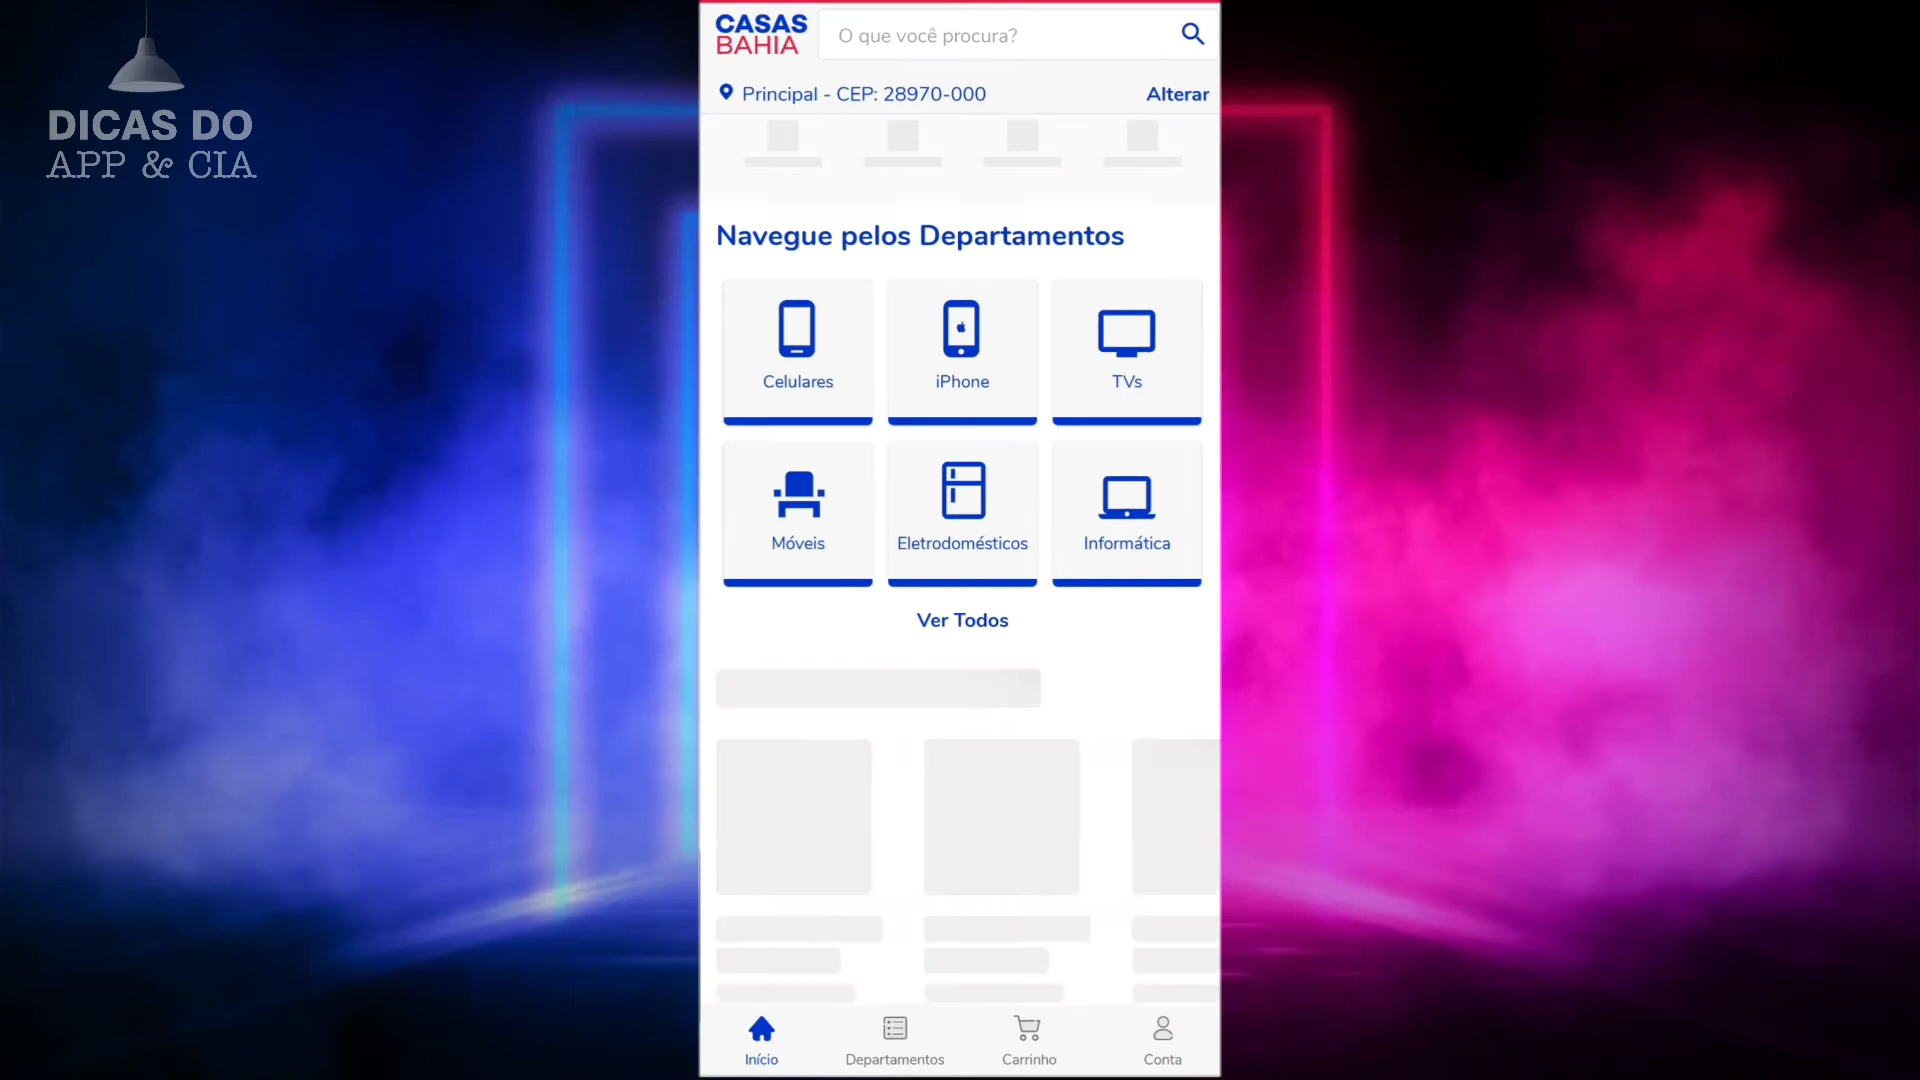 DICAS DO
APP & CIA
CASAS
BAHIA
O que você procura?
Principal - CEP: 28970-000
Alterar
Navegue pelos Departamentos
Celulares
iPhone
TVs
Móveis
Eletrodomésticos
Informática
Ver Todos
Início
Departamentos
Carrinho
Conta